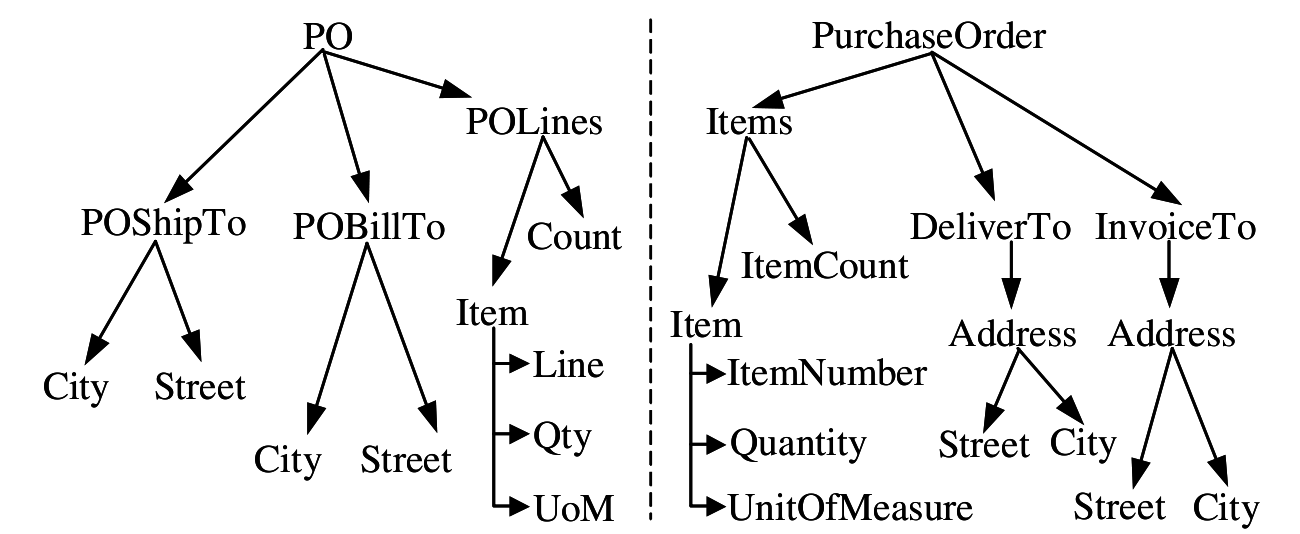 PO
POLines
POShipTo
POBillTo
Count
Item
City
Street
Line
Qty
City
Street
UoM
PurchaseOrder
Items
DeliverTo
InvoiceTo
ItemCount
Item
Address
Address
ItemNumber
Quantity
Street
City
UnitOfMeasure
Street
City